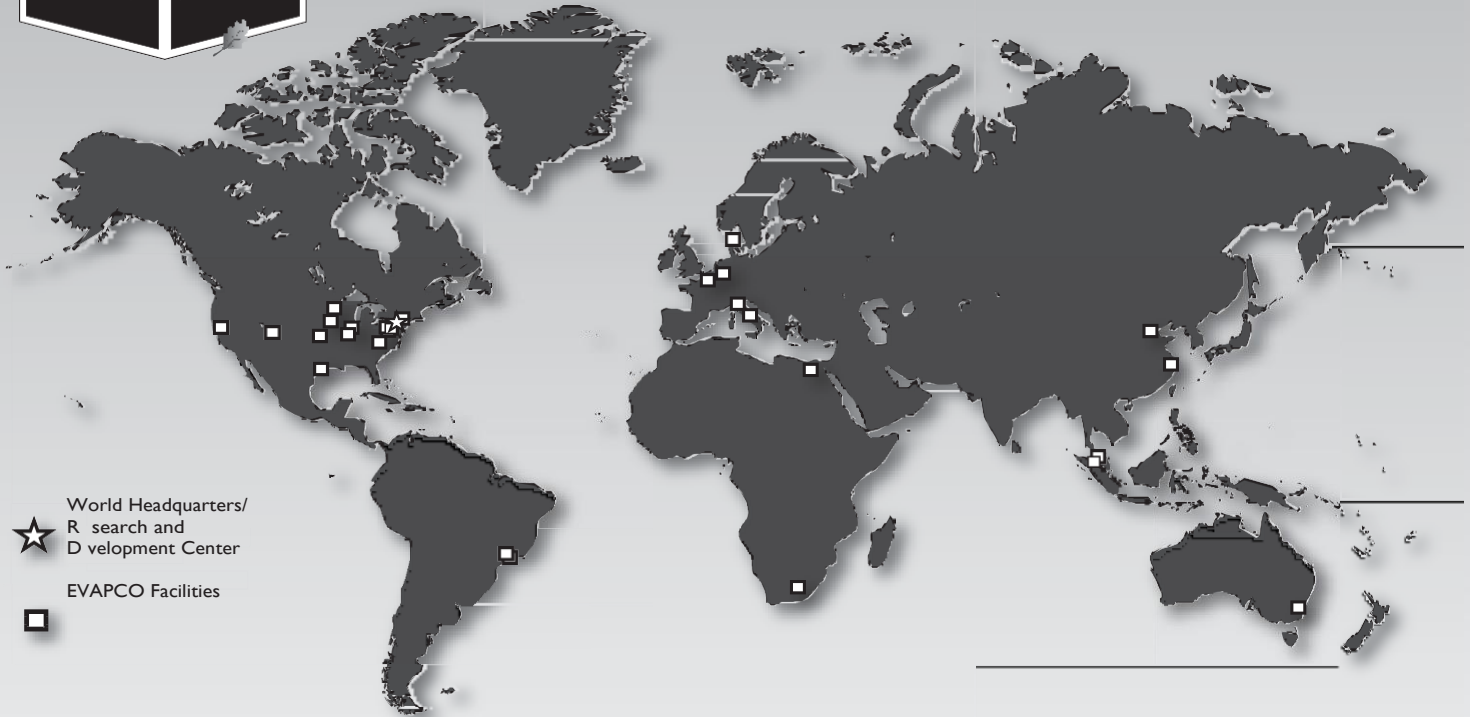 World Headquarters/
R search and
D velopment Center
EVAPCO Facilities